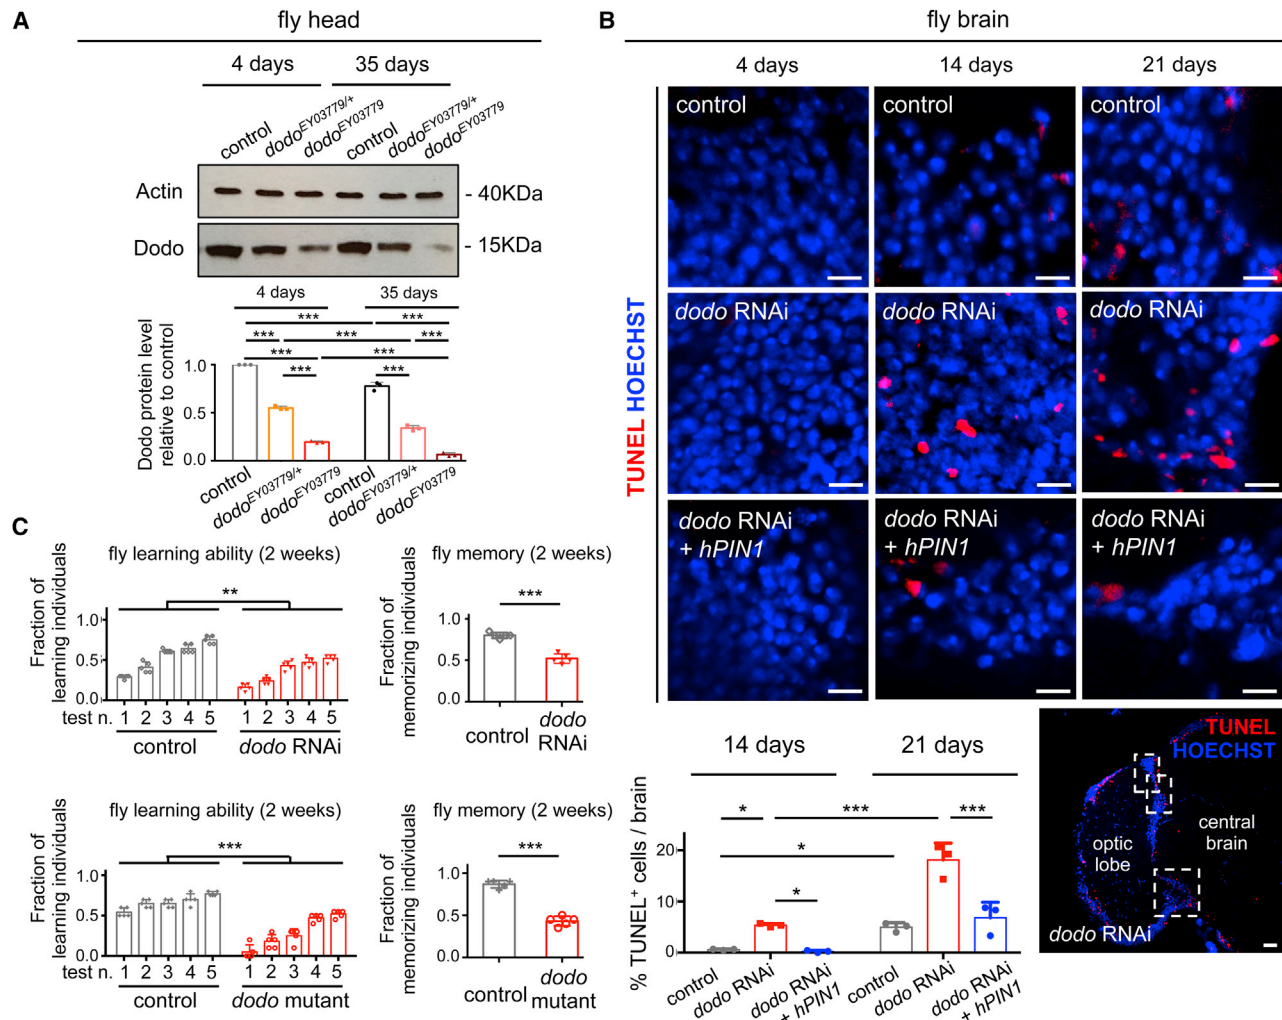 A
fly head
4 days
35 days
control
dodoEY03779/+
dodoEY03779
control
dodoEY03779/+
dodoEY03779
Actin
- 40KDa
Dodo
- 15KDa
4 days
35 days
***
***
***
***
***
***
***
***
***
***
Dodo protein level
relative to control
1.0
0.5
0.0
control
dodoEY03779/+
dodoEY03779
control
dodoEY03779/+
dodoEY03779
B
fly brain
4 days
14 days
21 days
TUNEL HOECHST
control
control
control
dodo RNAi
dodo RNAi
dodo RNAi
dodo RNAi
+ hPIN1
dodo RNAi
+ hPIN1
dodo RNAi
+ hPIN1
14 days
21 days
*
***
***
*
*
% TUNEL+ cells / brain
20
10
0
control
dodo RNAi
dodo RNAi
+ hPIN1
control
dodo RNAi
dodo RNAi
+ hPIN1
TUNEL
HOECHST
optic
lobe
central
brain
dodo RNAi
C
fly learning ability (2 weeks)
**
Fraction of
learning individuals
1.0
0.5
0.0
test n. 1 2 3 4 5 1 2 3 4 5
control
dodo RNAi
fly memory (2 weeks)
***
Fraction of
memorizing individuals
1.0
0.5
0.0
control
dodo
RNAi
fly learning ability (2 weeks)
***
Fraction of
learning individuals
1.0
0.5
0.0
test n. 1 2 3 4 5 1 2 3 4 5
control
dodo mutant
fly memory (2 weeks)
***
Fraction of
memorizing individuals
1.0
0.5
0.0
control
dodo
mutant